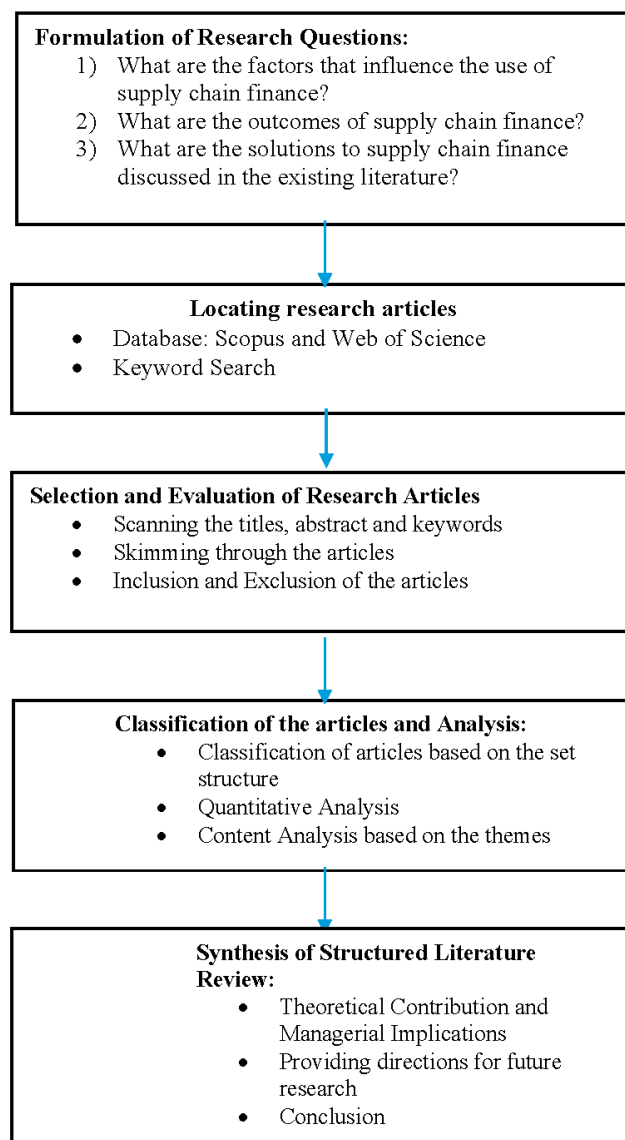 Formulation of Research Questions:
1) What are the factors that influence the use of
supply chain finance?
2) What are the outcomes of supply chain finance?
3) What are the solutions to supply chain finance
discussed in the existing literature?
Locating research articles
• Database: Scopus and Web of Science
• Keyword Search
Selection and Evaluation of Research Articles
• Scanning the titles, abstract and keywords
• Skimming through the articles
• Inclusion and Exclusion of the articles
Classification of the articles and Analysis:
• Classification of articles based on the set
structure
• Quantitative Analysis
• Content Analysis based on the themes
Synthesis of Structured Literature
Review:
• Theoretical Contribution and
Managerial Implications
• Providing directions for future
research
• Conclusion